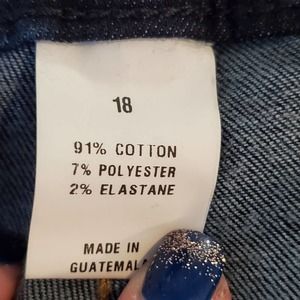 18
91% COTTON
7% POLYESTER
2% ELASTANE
MADE IN
GUATEMALA